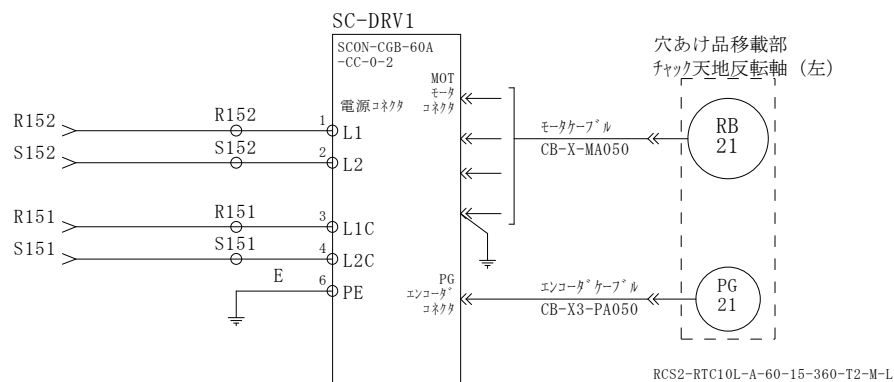 SC-DRV1
SCON-CGB-60A
-CC-0-2
穴あけ品移載部
チャック天地反転軸 (左)
MOT
モータ
コネクタ
電源コネクタ
R152
R152
1
L1
S152
S152
2
L2
モータケーブル
CB-X-MA050
RB
21
R151
R151
3
L1C
S151
S151
4
L2C
E
6
PE
PG
エンコーダ
コネクタ
エンコーダケーブル
CB-X3-PA050
PG
21
RCS2-RTC10L-A-60-15-360-T2-M-L